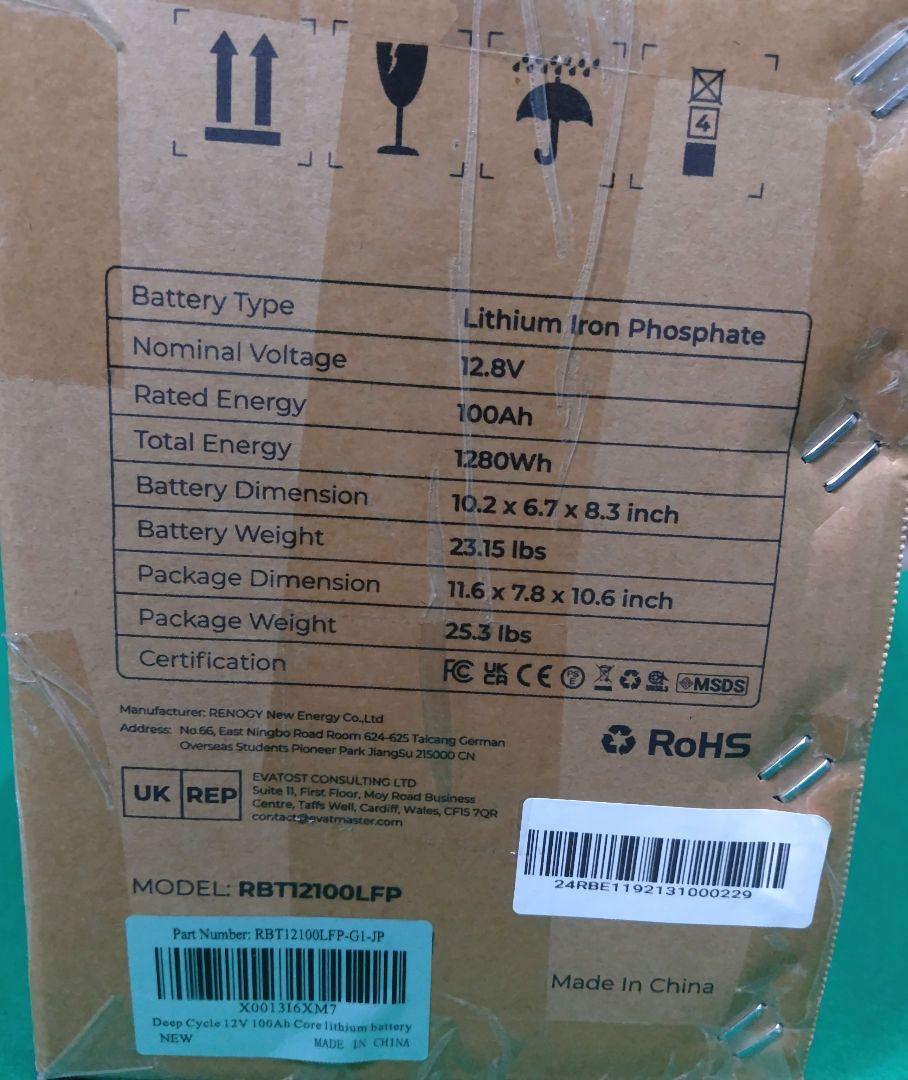 4
Battery Type Lithium Iron Phosphate
Nominal Voltage 12.8V
Rated Energy 100Ah
Total Energy 1280Wh
Battery Dimension 10.2 x 6.7 x 8.3 inch
Battery Weight 23.15 lbs
Package Dimension 11.6 x 7.8 x 10.6 inch
Package Weight 25.3 lbs
Certification FC UK CA CE PS E MSDS
Manufacturer: RENOGY New Energy Co.,Ltd
Address: No.66, East Ningbo Road Room 624-625 Taicang German
Overseas Students Pioneer Park JiangSu 215000 CN
RoHS
UK REP
EVATOST CONSULTING LTD
Suite 11, First Floor, Moy Road Business
Centre, Taffs Well, Cardiff, Wales, CF15 7QR
contact@evatmaster.com
24RBE1192131000229
MODEL: RBT12100LFP
Part Number: RBT12100LFP-G1-JP
X0013I6XM7
Deep Cycle 12V 100Ah Core lithium battery
NEW MADE IN CHINA
Made In China